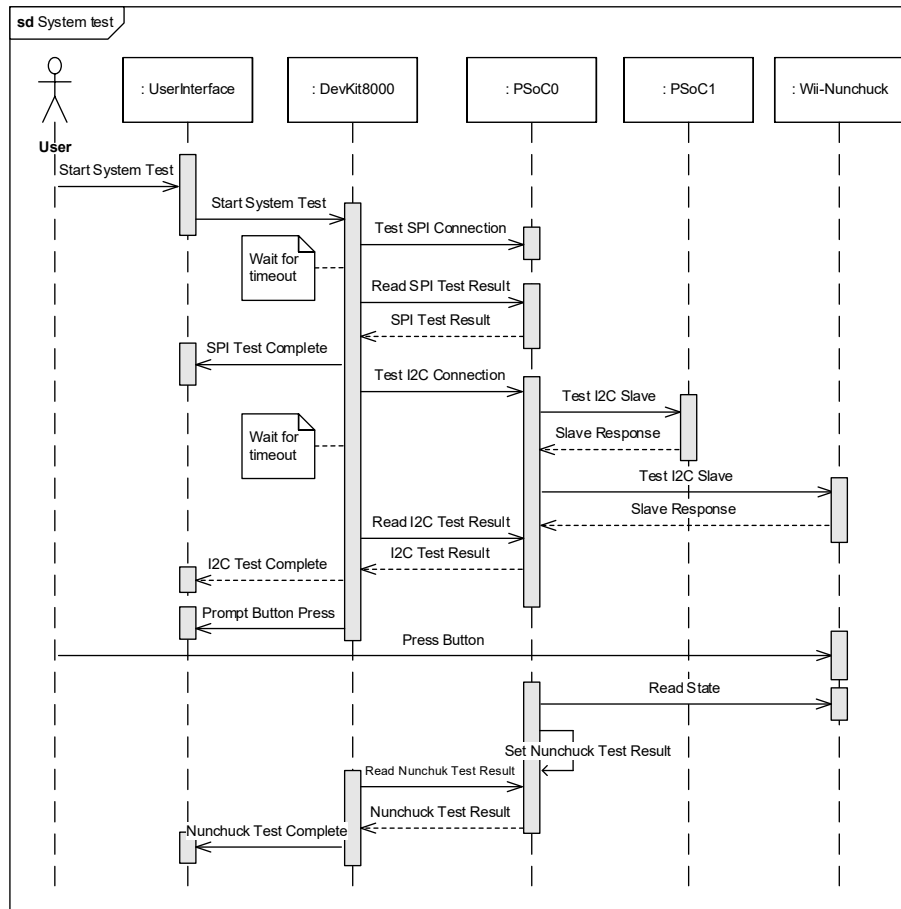 sd System test
: UserInterface
: DevKit8000
: PSoC0
: PSoC1
: Wii-Nunchuck
User
Start System Test
Start System Test
Test SPI Connection
Wait for
timeout
Read SPI Test Result
SPI Test Result
SPI Test Complete
Test I2C Connection
Test I2C Slave
Wait for
timeout
Slave Response
Test I2C Slave
Slave Response
Read I2C Test Result
I2C Test Result
I2C Test Complete
Prompt Button Press
Press Button
Read State
Set Nunchuck Test Result
Read Nunchuk Test Result
Nunchuck Test Result
Nunchuck Test Complete